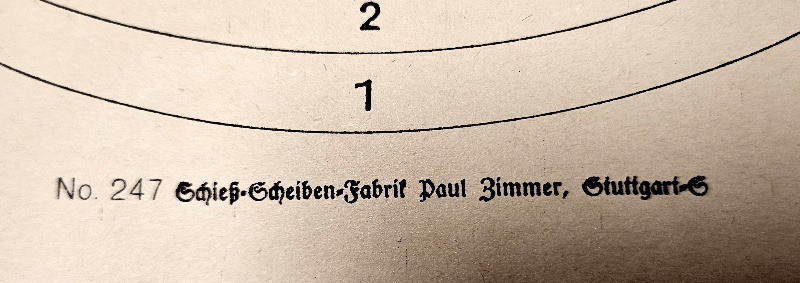 2
1
No. 247 Schieß-Scheiben-Fabrik Paul Zimmer, Stuttgart-S